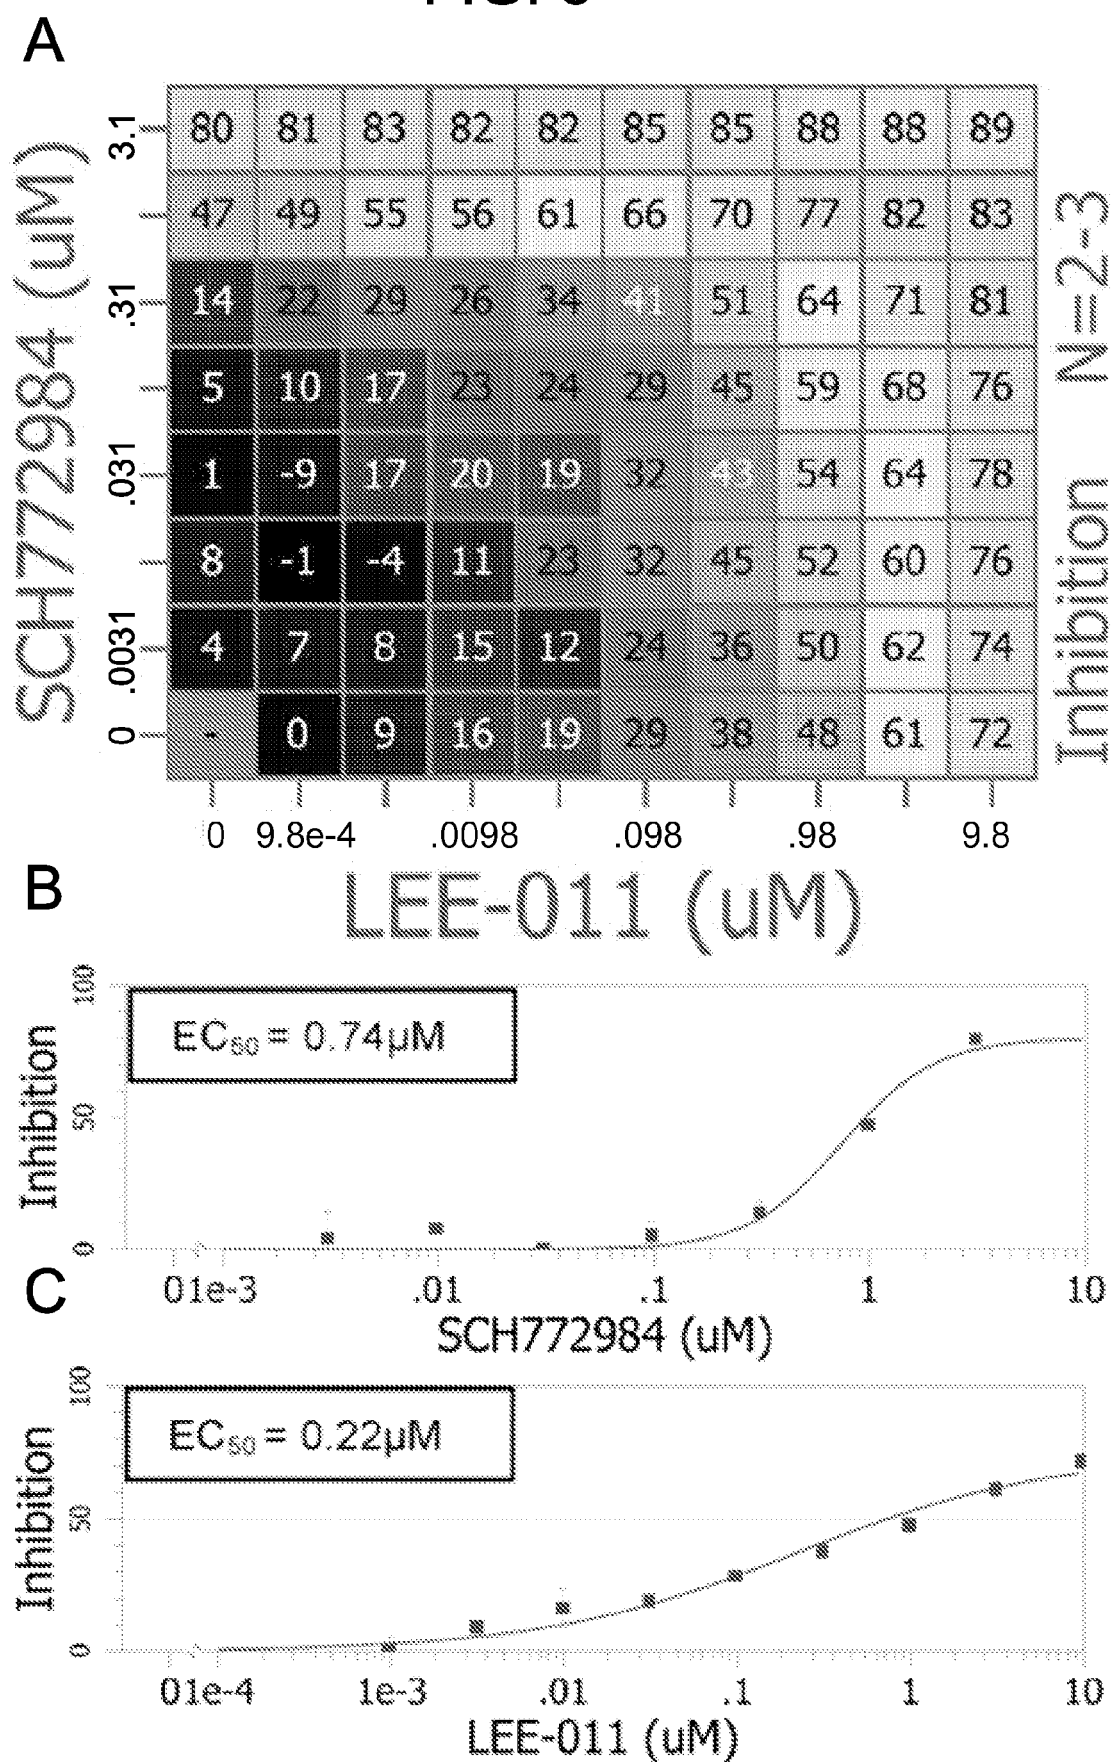 A
3.1 80 81 83 82 82 85 85 88 88 89
47 49 55 56 61 66 70 77 82 83
.31 14 22 29 26 34 41 51 64 71 81
5 10 17 23 24 29 45 59 68 76
.031 1 -9 17 20 19 32 43 54 64 78
8 -1 -4 11 23 32 45 52 60 76
.0031 4 7 8 15 12 24 36 50 62 74
0 - 0 9 16 19 29 38 48 61 72
SCH772984 (uM)
Inhibition N=2-3
0 9.8e-4 .0098 .098 .98 9.8
LEE-011 (uM)
B
EC50 = 0.74µM
Inhibition
100
50
0
01e-3 .01 .1 1 10
SCH772984 (uM)
C
EC50 = 0.22µM
Inhibition
100
50
0
01e-4 1e-3 .01 .1 1 10
LEE-011 (uM)